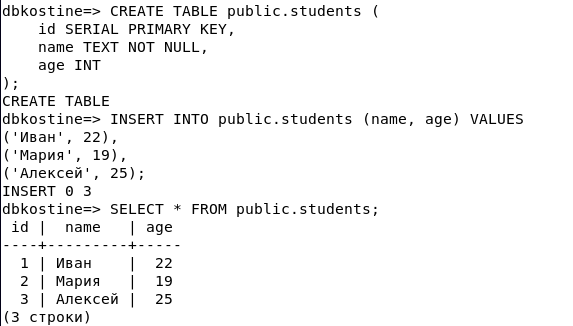 dbkostine=> CREATE TABLE public.students (
    id SERIAL PRIMARY KEY,
    name TEXT NOT NULL,
    age INT
);
CREATE TABLE
dbkostine=> INSERT INTO public.students (name, age) VALUES
('Иван', 22),
('Мария', 19),
('Алексей', 25);
INSERT 0 3
dbkostine=> SELECT * FROM public.students;
 id |  name   | age
----+---------+-----
  1 | Иван    |  22
  2 | Мария   |  19
  3 | Алексей |  25
(3 строки)